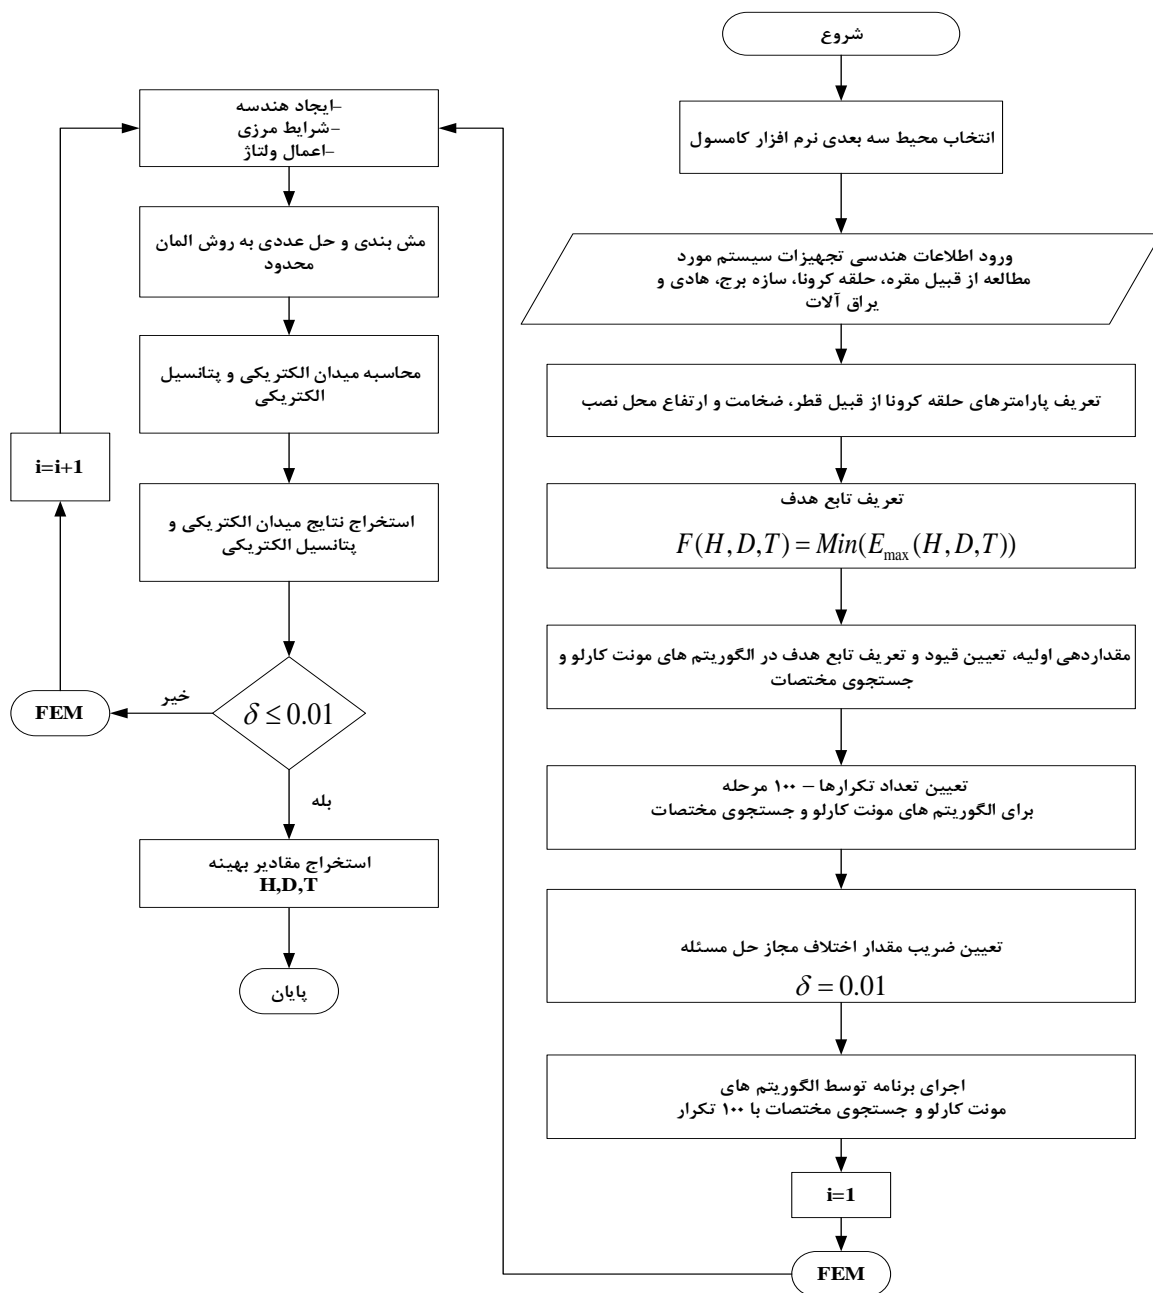 شروع
انتخاب محیط سه بعدی نرم افزار کامسول
ورود اطلاعات هندسی تجهیزات سیستم مورد
مطالعه از قبیل مقره، حلقه کرونا، سازه برج، هادی و
یراق آلات
تعریف پارامترهای حلقه کرونا از قبیل قطر، ضخامت و ارتفاع محل نصب
تعریف تابع هدف
F(H,D,T) = Min(E_max(H,D,T))
مقداردهی اولیه، تعیین قیود و تعریف تابع هدف در الگوریتم های مونت کارلو و
جستجوی مختصات
تعیین تعداد تکرارها – ۱۰۰ مرحله
برای الگوریتم های مونت کارلو و جستجوی مختصات
تعیین ضریب مقدار اختلاف مجاز حل مسئله
δ = 0.01
اجرای برنامه توسط الگوریتم های
مونت کارلو و جستجوی مختصات با ۱۰۰ تکرار
i=1
FEM
–ایجاد هندسه
–شرایط مرزی
–اعمال ولتاژ
مش بندی و حل عددی به روش المان
محدود
محاسبه میدان الکتریکی و پتانسیل
الکتریکی
استخراج نتایج میدان الکتریکی و
پتانسیل الکتریکی
δ ≤ 0.01
خیر
FEM
i=i+1
بله
استخراج مقادیر بهینه
H,D,T
پایان